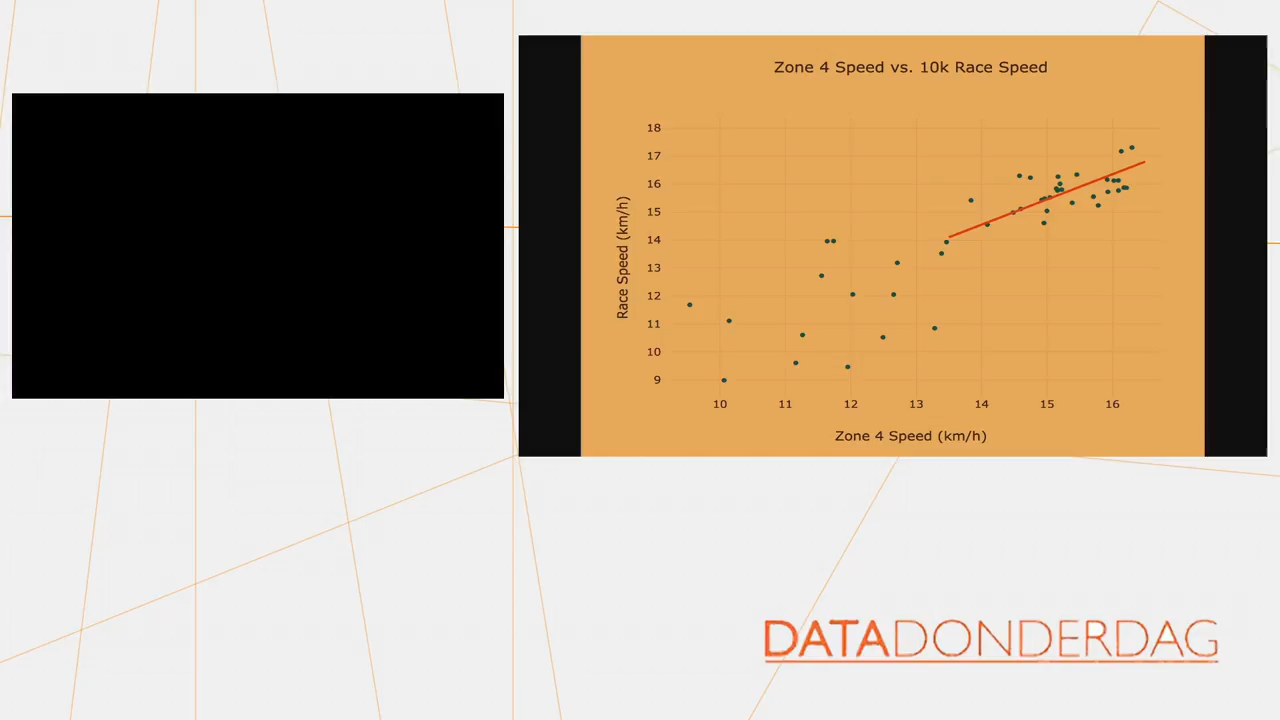 Zone 4 Speed vs. 10k Race Speed
18
17
16
15
14
13
12
11
10
9
Race Speed (km/h)
10 11 12 13 14 15 16
Zone 4 Speed (km/h)
DATADONDERDAG